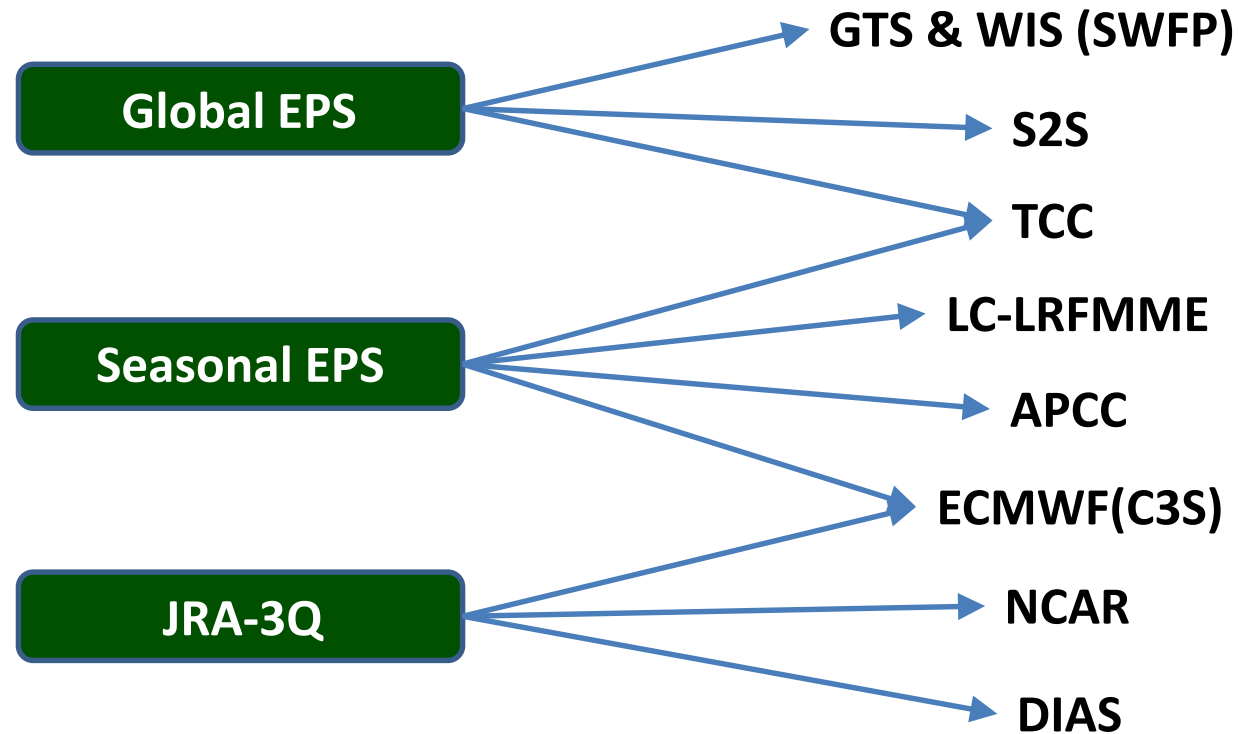 GTS & WIS (SWFP)
Global EPS
S2S
TCC
LC-LRFMME
Seasonal EPS
APCC
ECMWF(C3S)
NCAR
JRA-3Q
DIAS